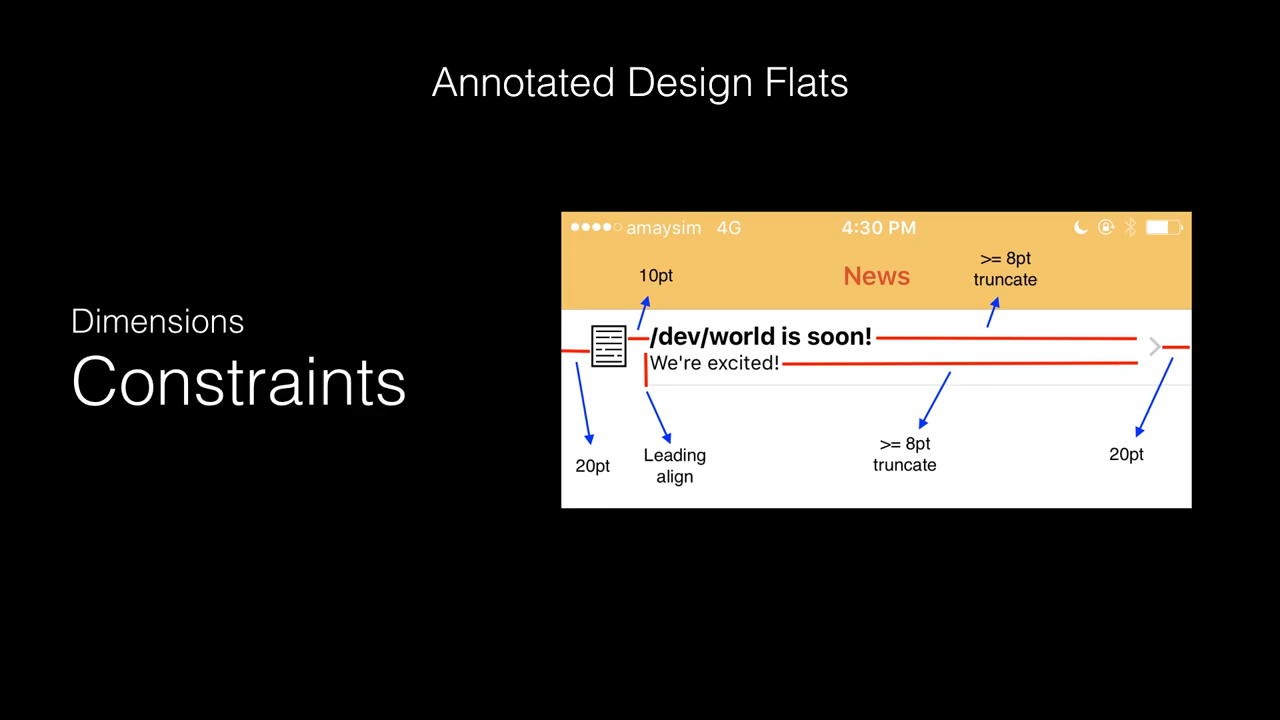 Annotated Design Flats
Dimensions
Constraints
amaysim 4G 4:30 PM
10pt
News
>= 8pt
truncate
/dev/world is soon!
We're excited!
20pt
Leading
align
>= 8pt
truncate
20pt